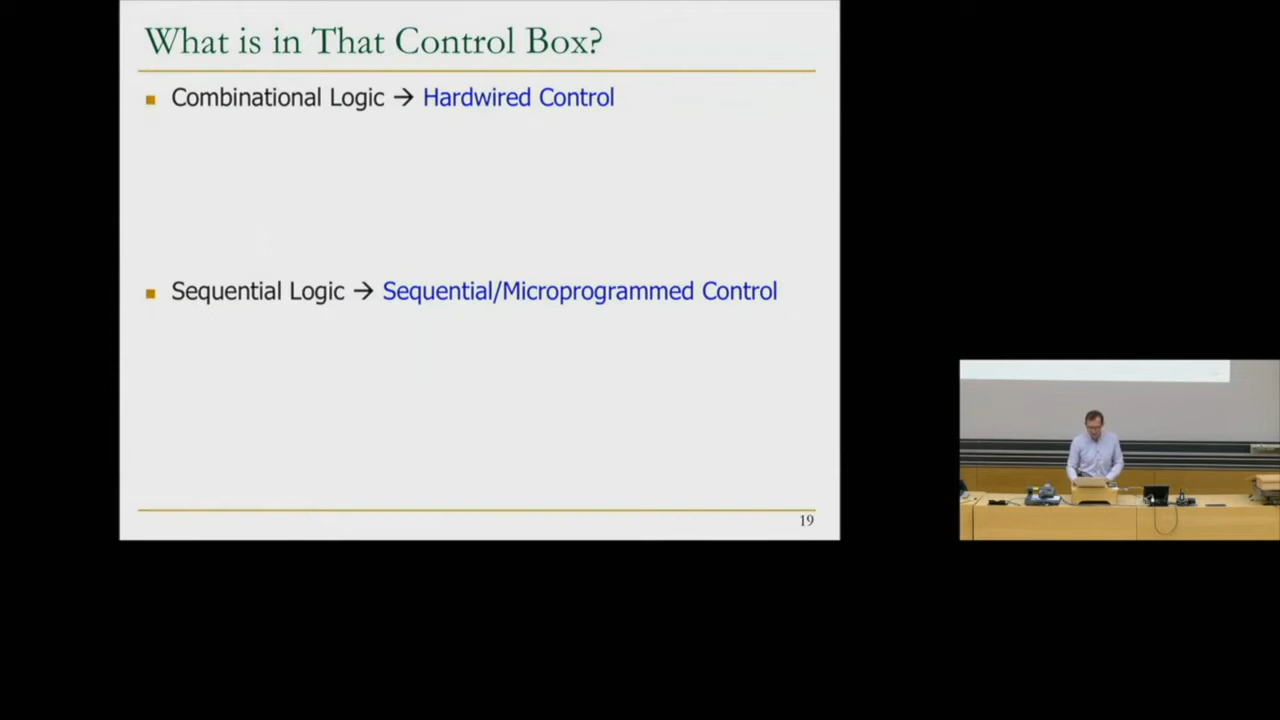 What is in That Control Box?
Combinational Logic → Hardwired Control
Sequential Logic → Sequential/Microprogrammed Control
19